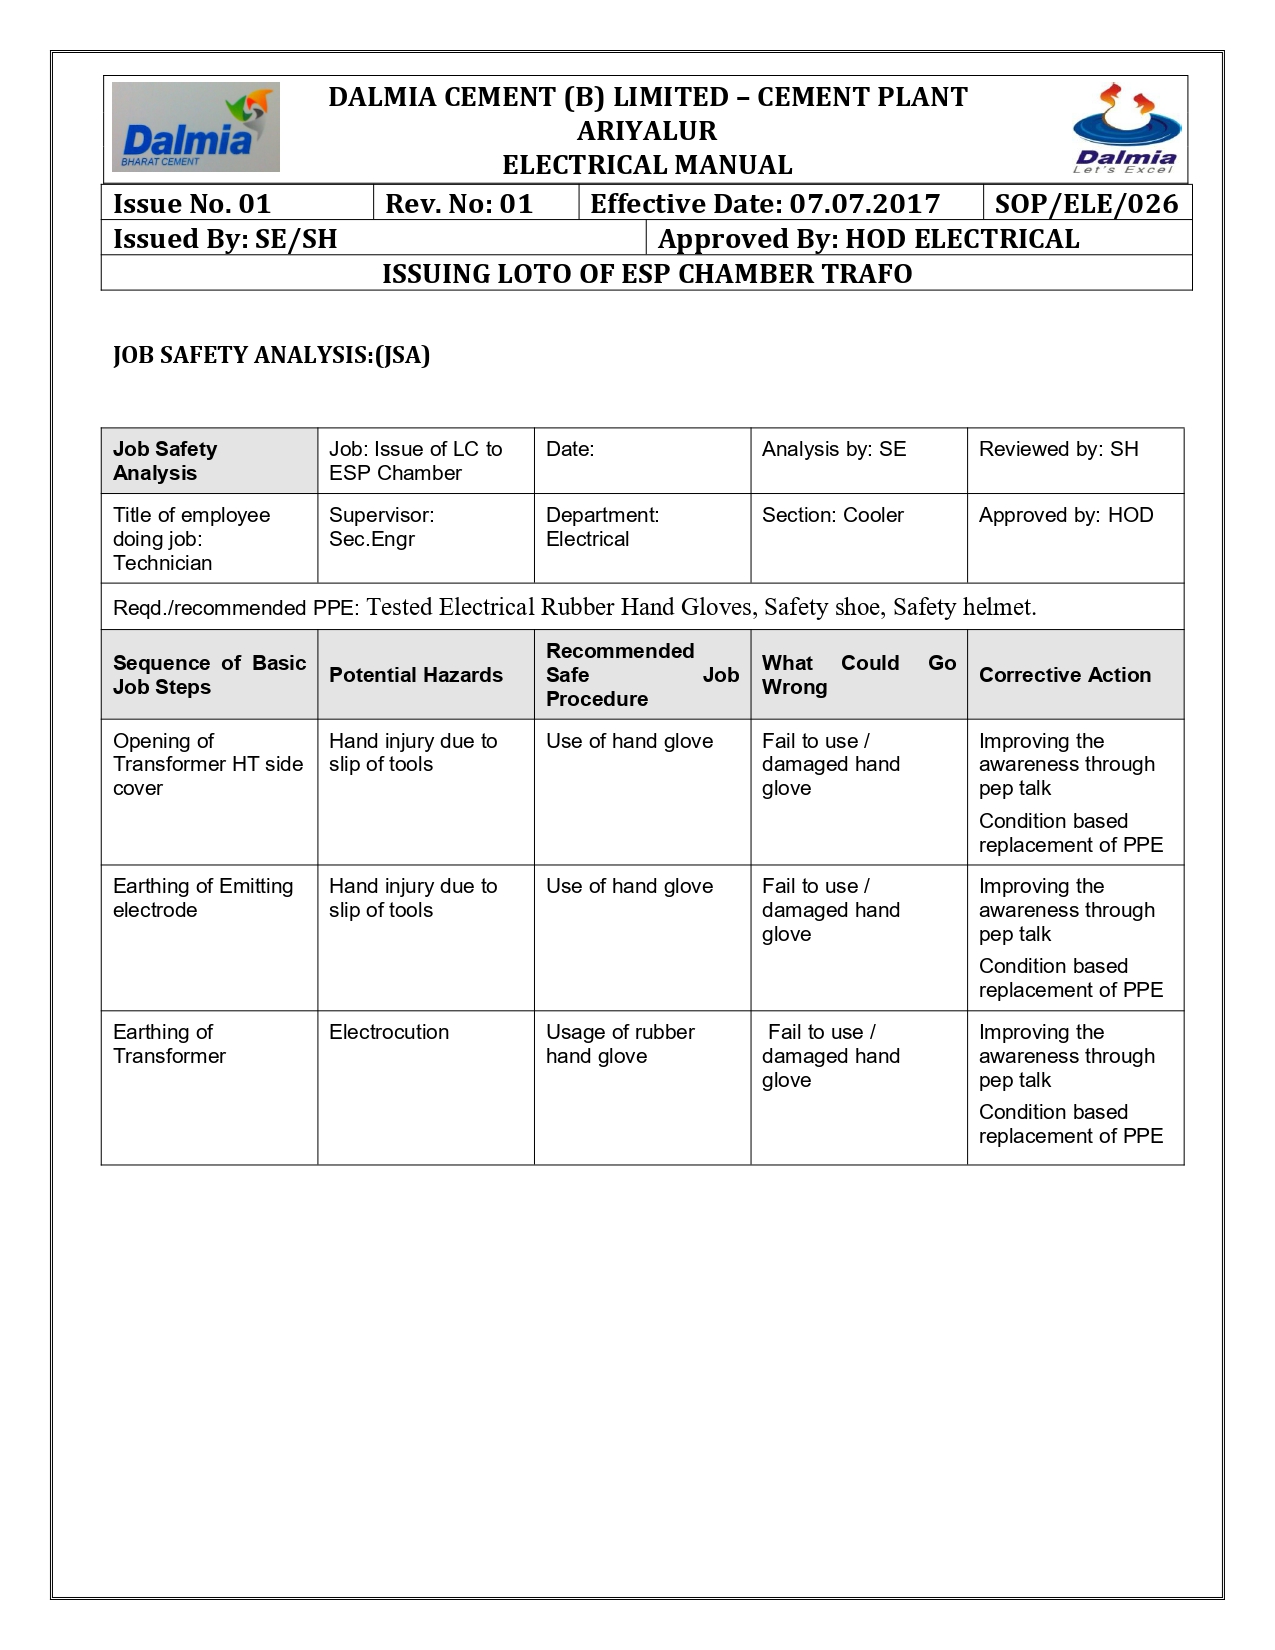 Dalmia
BHARAT CEMENT
DALMIA CEMENT (B) LIMITED – CEMENT PLANT
ARIYALUR
ELECTRICAL MANUAL
Dalmia
Let's Excel
Issue No. 01 Rev. No: 01 Effective Date: 07.07.2017 SOP/ELE/026
Issued By: SE/SH Approved By: HOD ELECTRICAL
ISSUING LOTO OF ESP CHAMBER TRAFO
JOB SAFETY ANALYSIS:(JSA)
Job Safety
Analysis
Job: Issue of LC to
ESP Chamber
Date:
Analysis by: SE
Reviewed by: SH
Title of employee
doing job:
Technician
Supervisor:
Sec.Engr
Department:
Electrical
Section: Cooler
Approved by: HOD
Reqd./recommended PPE: Tested Electrical Rubber Hand Gloves, Safety shoe, Safety helmet.
Sequence of Basic
Job Steps
Potential Hazards
Recommended
Safe Job
Procedure
What Could Go
Wrong
Corrective Action
Opening of
Transformer HT side
cover
Hand injury due to
slip of tools
Use of hand glove
Fail to use /
damaged hand
glove
Improving the
awareness through
pep talk
Condition based
replacement of PPE
Earthing of Emitting
electrode
Hand injury due to
slip of tools
Use of hand glove
Fail to use /
damaged hand
glove
Improving the
awareness through
pep talk
Condition based
replacement of PPE
Earthing of
Transformer
Electrocution
Usage of rubber
hand glove
Fail to use /
damaged hand
glove
Improving the
awareness through
pep talk
Condition based
replacement of PPE